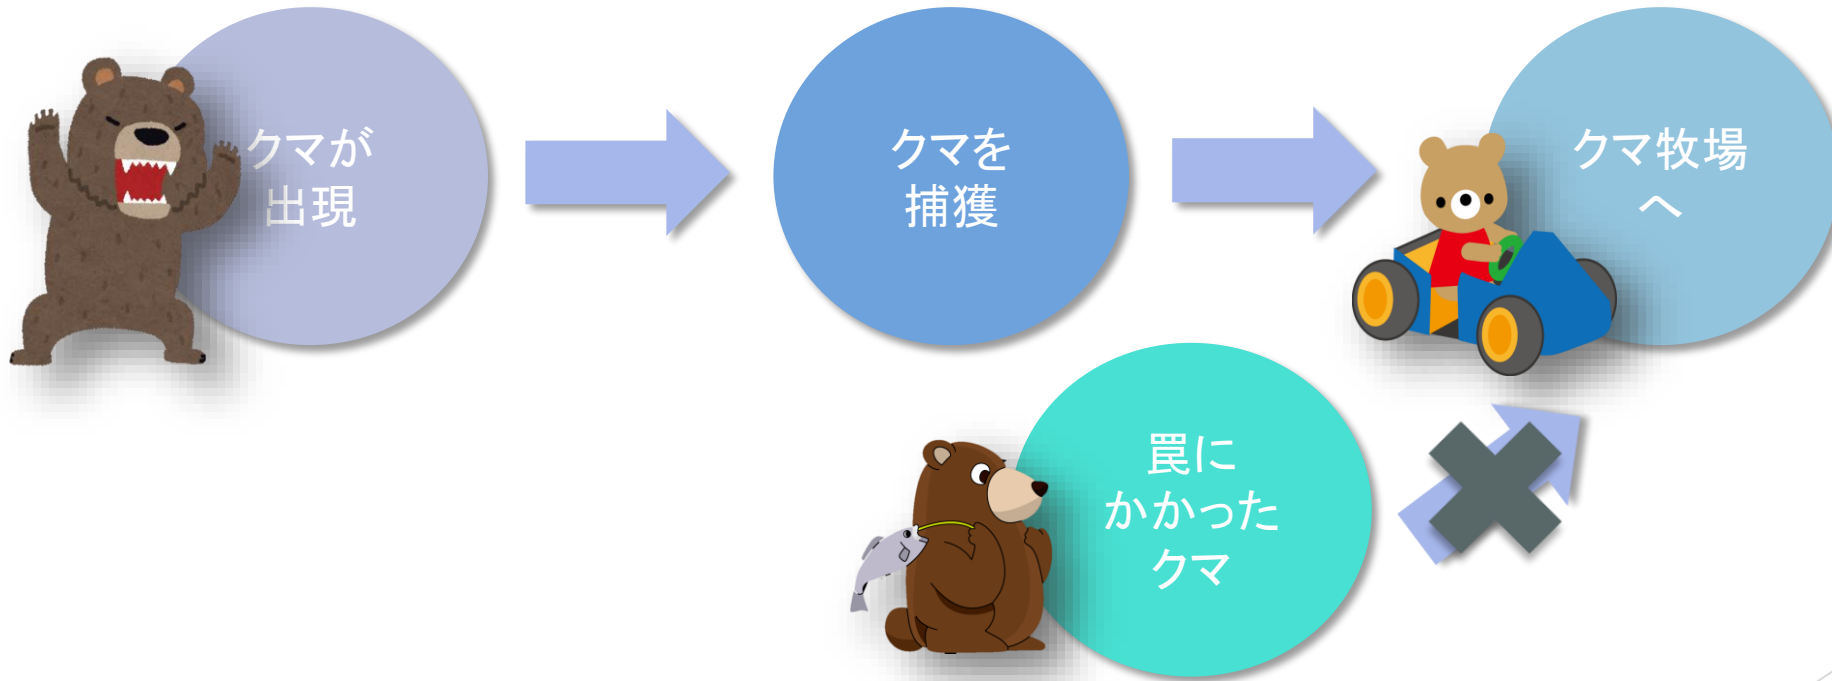 クマが
出現
クマを
捕獲
クマ牧場
へ
罠に
かかった
クマ